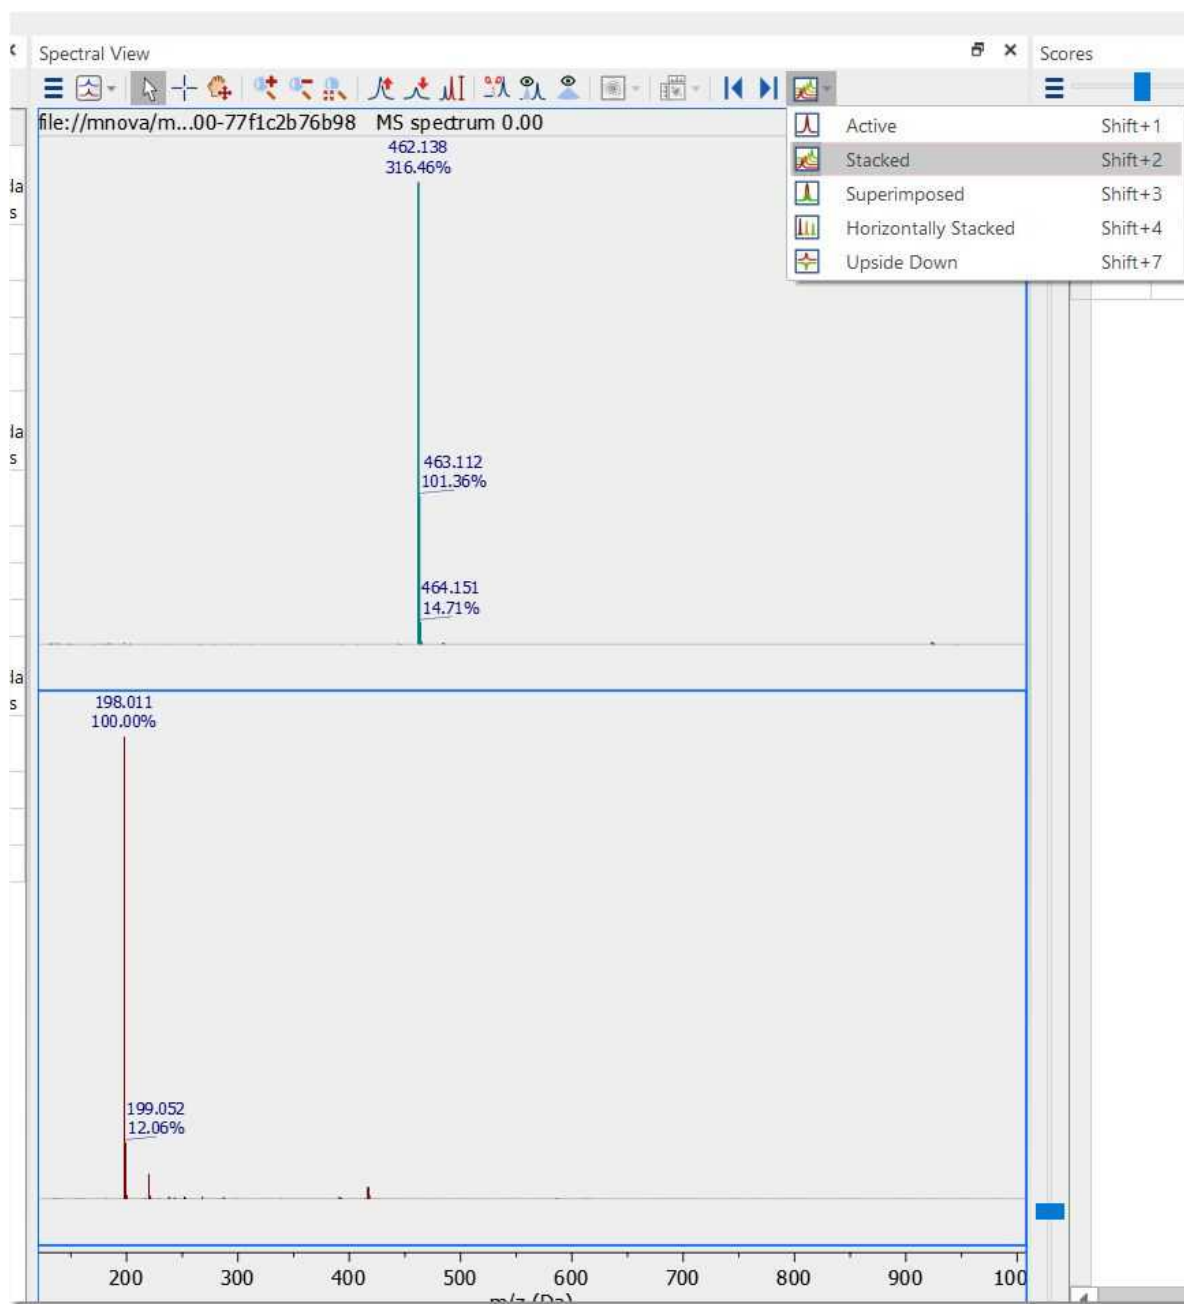 Spectral View
Scores
file://mnova/m...00-77f1c2b76b98 MS spectrum 0.00
Active Shift+1
Stacked Shift+2
Superimposed Shift+3
Horizontally Stacked Shift+4
Upside Down Shift+7
462.138
316.46%
463.112
101.36%
464.151
14.71%
198.011
100.00%
199.052
12.06%
200 300 400 500 600 700 800 900 100
m/z (Da)